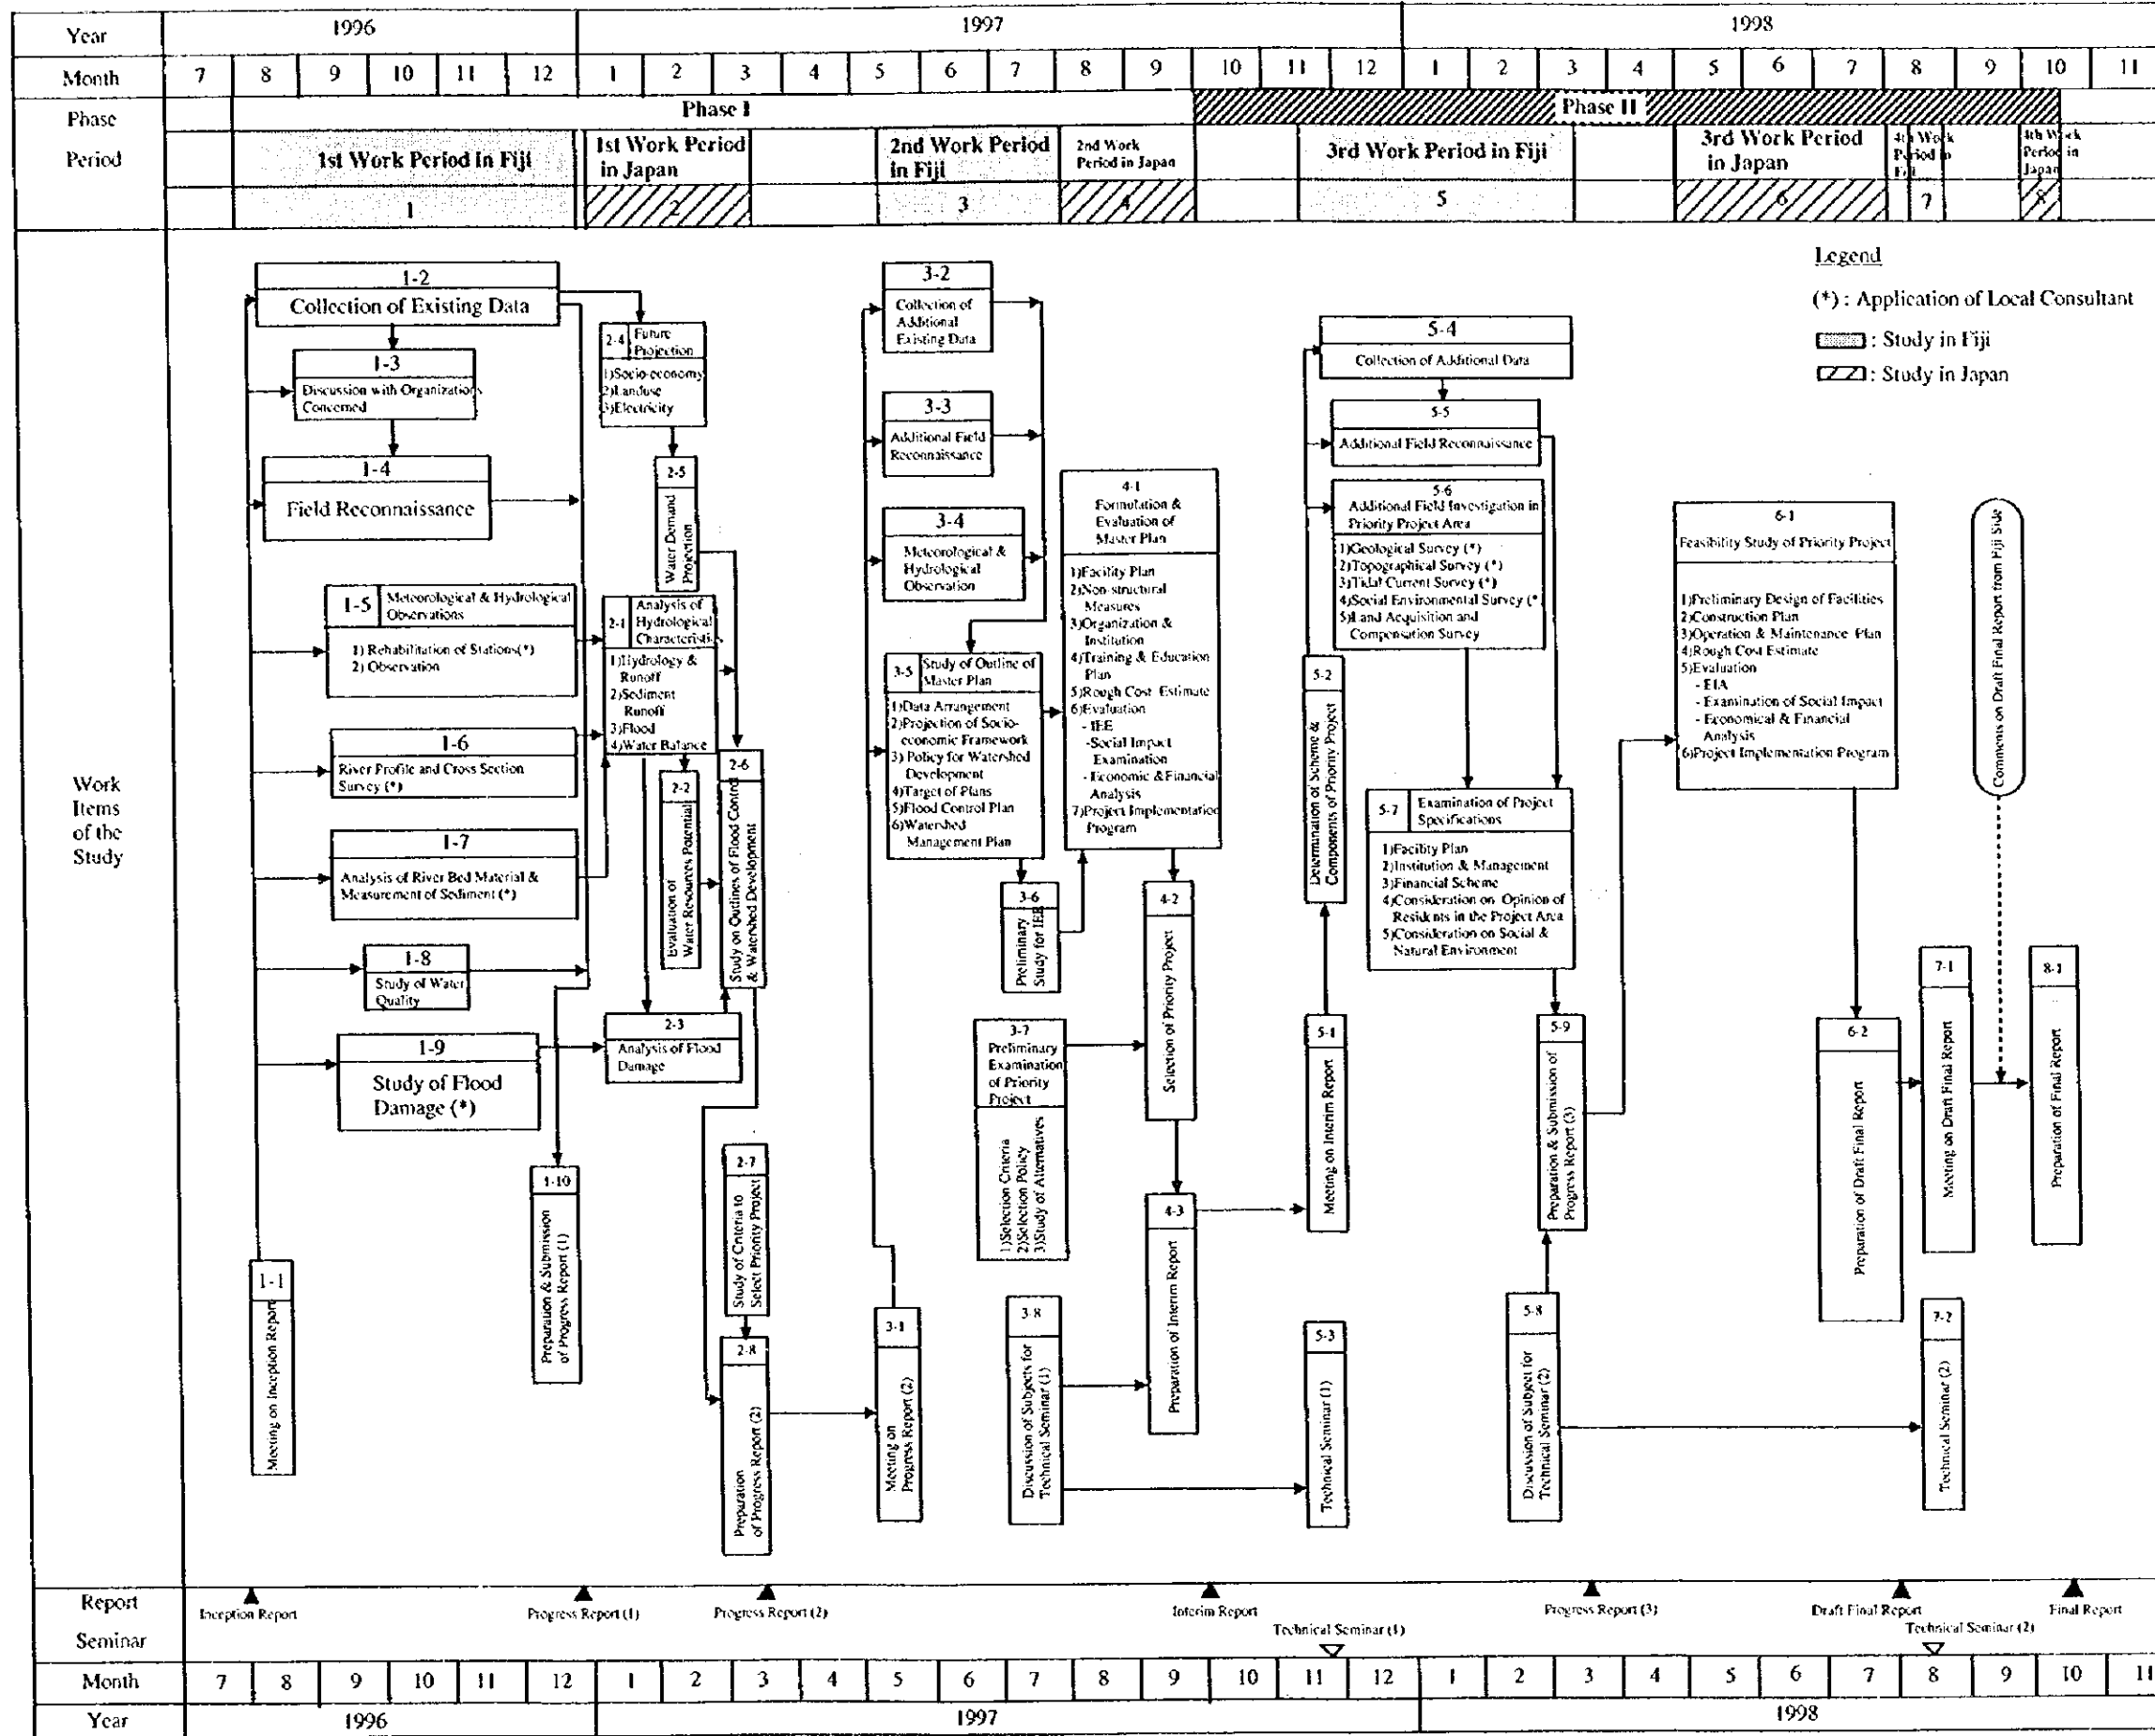 Year 1996 1997 1998
Month 7 8 9 10 11 12 1 2 3 4 5 6 7 8 9 10 11 12 1 2 3 4 5 6 7 8 9 10 11
Phase
Phase I
Phase II
Period
1st Work Period in Fiji
1
1st Work Period
in Japan
2
2nd Work Period
in Fiji
3
2nd Work
Period in Japan
4
3rd Work Period in Fiji
5
3rd Work Period
in Japan
6
4th Work
Period in
Fiji
7
4th Work
Period in
Japan
8
Legend
(*) : Application of Local Consultant
: Study in Fiji
: Study in Japan
Work
Items
of the
Study
1-2
Collection of Existing Data
1-3
Discussion with Organizations
Concerned
1-4
Field Reconnaissance
1-5
Meteorological & Hydrological
Observations
1) Rehabilitation of Stations(*)
2) Observation
1-6
River Profile and Cross Section
Survey (*)
1-7
Analysis of River Bed Material &
Measurement of Sediment (*)
1-8
Study of Water
Quality
1-9
Study of Flood
Damage (*)
1-1
Meeting on Inception Report
1-10
Preparation & Submission
of Progress Report (1)
2-4
Future
Projection
1)Socio-economy
2)Landuse
3)Electricity
2-5
Water Demand
Projection
2-1
Analysis of
Hydrological
Characteristi
1)Hydrology &
Runoff
2)Sediment
Runoff
3)Flood
4)Water Balance
2-2
Evaluation of
Water Resources Potential
2-6
Study on Outlines of Flood Control
& Watershed Development
2-3
Analysis of Flood
Damage
2-7
Study of Criteria to
Select Priority Project
2-8
Preparation
of Progress Report (2)
3-2
Collection of
Additional
Existing Data
3-3
Additional Field
Reconnaissance
3-4
Meteorological &
Hydrological
Observation
3-5
Study of Outline of
Master Plan
1)Data Arrangement
2)Projection of Socio-
economic Framework
3) Policy for Watershed
Development
4)Target of Plans
5)Flood Control Plan
6)Watershed
Management Plan
3-6
Preliminary
Study for IEE
3-7
Preliminary
Examination
of Priority
Project
1)Selection Criteria
2)Selection Policy
3)Study of Alternatives
3-1
Meeting on
Progress Report (2)
3-8
Discussion of Subjects for
Technical Seminar (1)
4-1
Formulation &
Evaluation of
Master Plan
1)Facility Plan
2)Non-structural
Measures
3)Organization &
Institution
4)Training & Education
Plan
5)Rough Cost Estimate
6)Evaluation
- IEE
-Social Impact
Examination
- Economic &Financial
Analysis
7)Project Implementation
Program
4-2
Selection of Priority Project
4-3
Preparation of Interim Report
5-4
Collection of Additional Data
5-5
Additional Field Reconnaissance
5-6
Additional Field Investigation in
Priority Project Area
1)Geological Survey (*)
2)Topographical Survey (*)
3)Tidal Current Survey (*)
4)Social Environmental Survey (*
5)Land Acquisition and
Compensation Survey
5-2
Determination of Scheme &
Components of Priority Project
5-7
Examination of Project
Specifications
1)Facility Plan
2)Institution & Management
3)Financial Scheme
4)Consideration on Opinion of
Residents in the Project Area
5)Consideration on Social &
Natural Environment
5-1
Meeting on Interim Report
5-3
Technical Seminar (1)
5-9
Preparation & Submission of
Progress Report (3)
5-8
Discussion of Subject for
Technical Seminar (2)
6-1
Feasibility Study of Priority Project
1)Preliminary Design of Facilities
2)Construction Plan
3)Operation & Maintenance Plan
4)Rough Cost Estimate
5)Evaluation
- EIA
- Examination of Social Impact
- Economical & Financial
Analysis
6)Project Implementation Program
6-2
Preparation of Draft Final Report
Comments on Draft Final Report from Fiji Side
7-1
Meeting on Draft Final Report
7-2
Technical Seminar (2)
8-1
Preparation of Final Report
Report
Inception Report
Progress Report (1)
Progress Report (2)
Interim Report
Progress Report (3)
Draft Final Report
Final Report
Seminar
Technical Seminar (1)
Technical Seminar (2)
Month 7 8 9 10 11 12 1 2 3 4 5 6 7 8 9 10 11 12 1 2 3 4 5 6 7 8 9 10 11
Year 1996 1997 1998